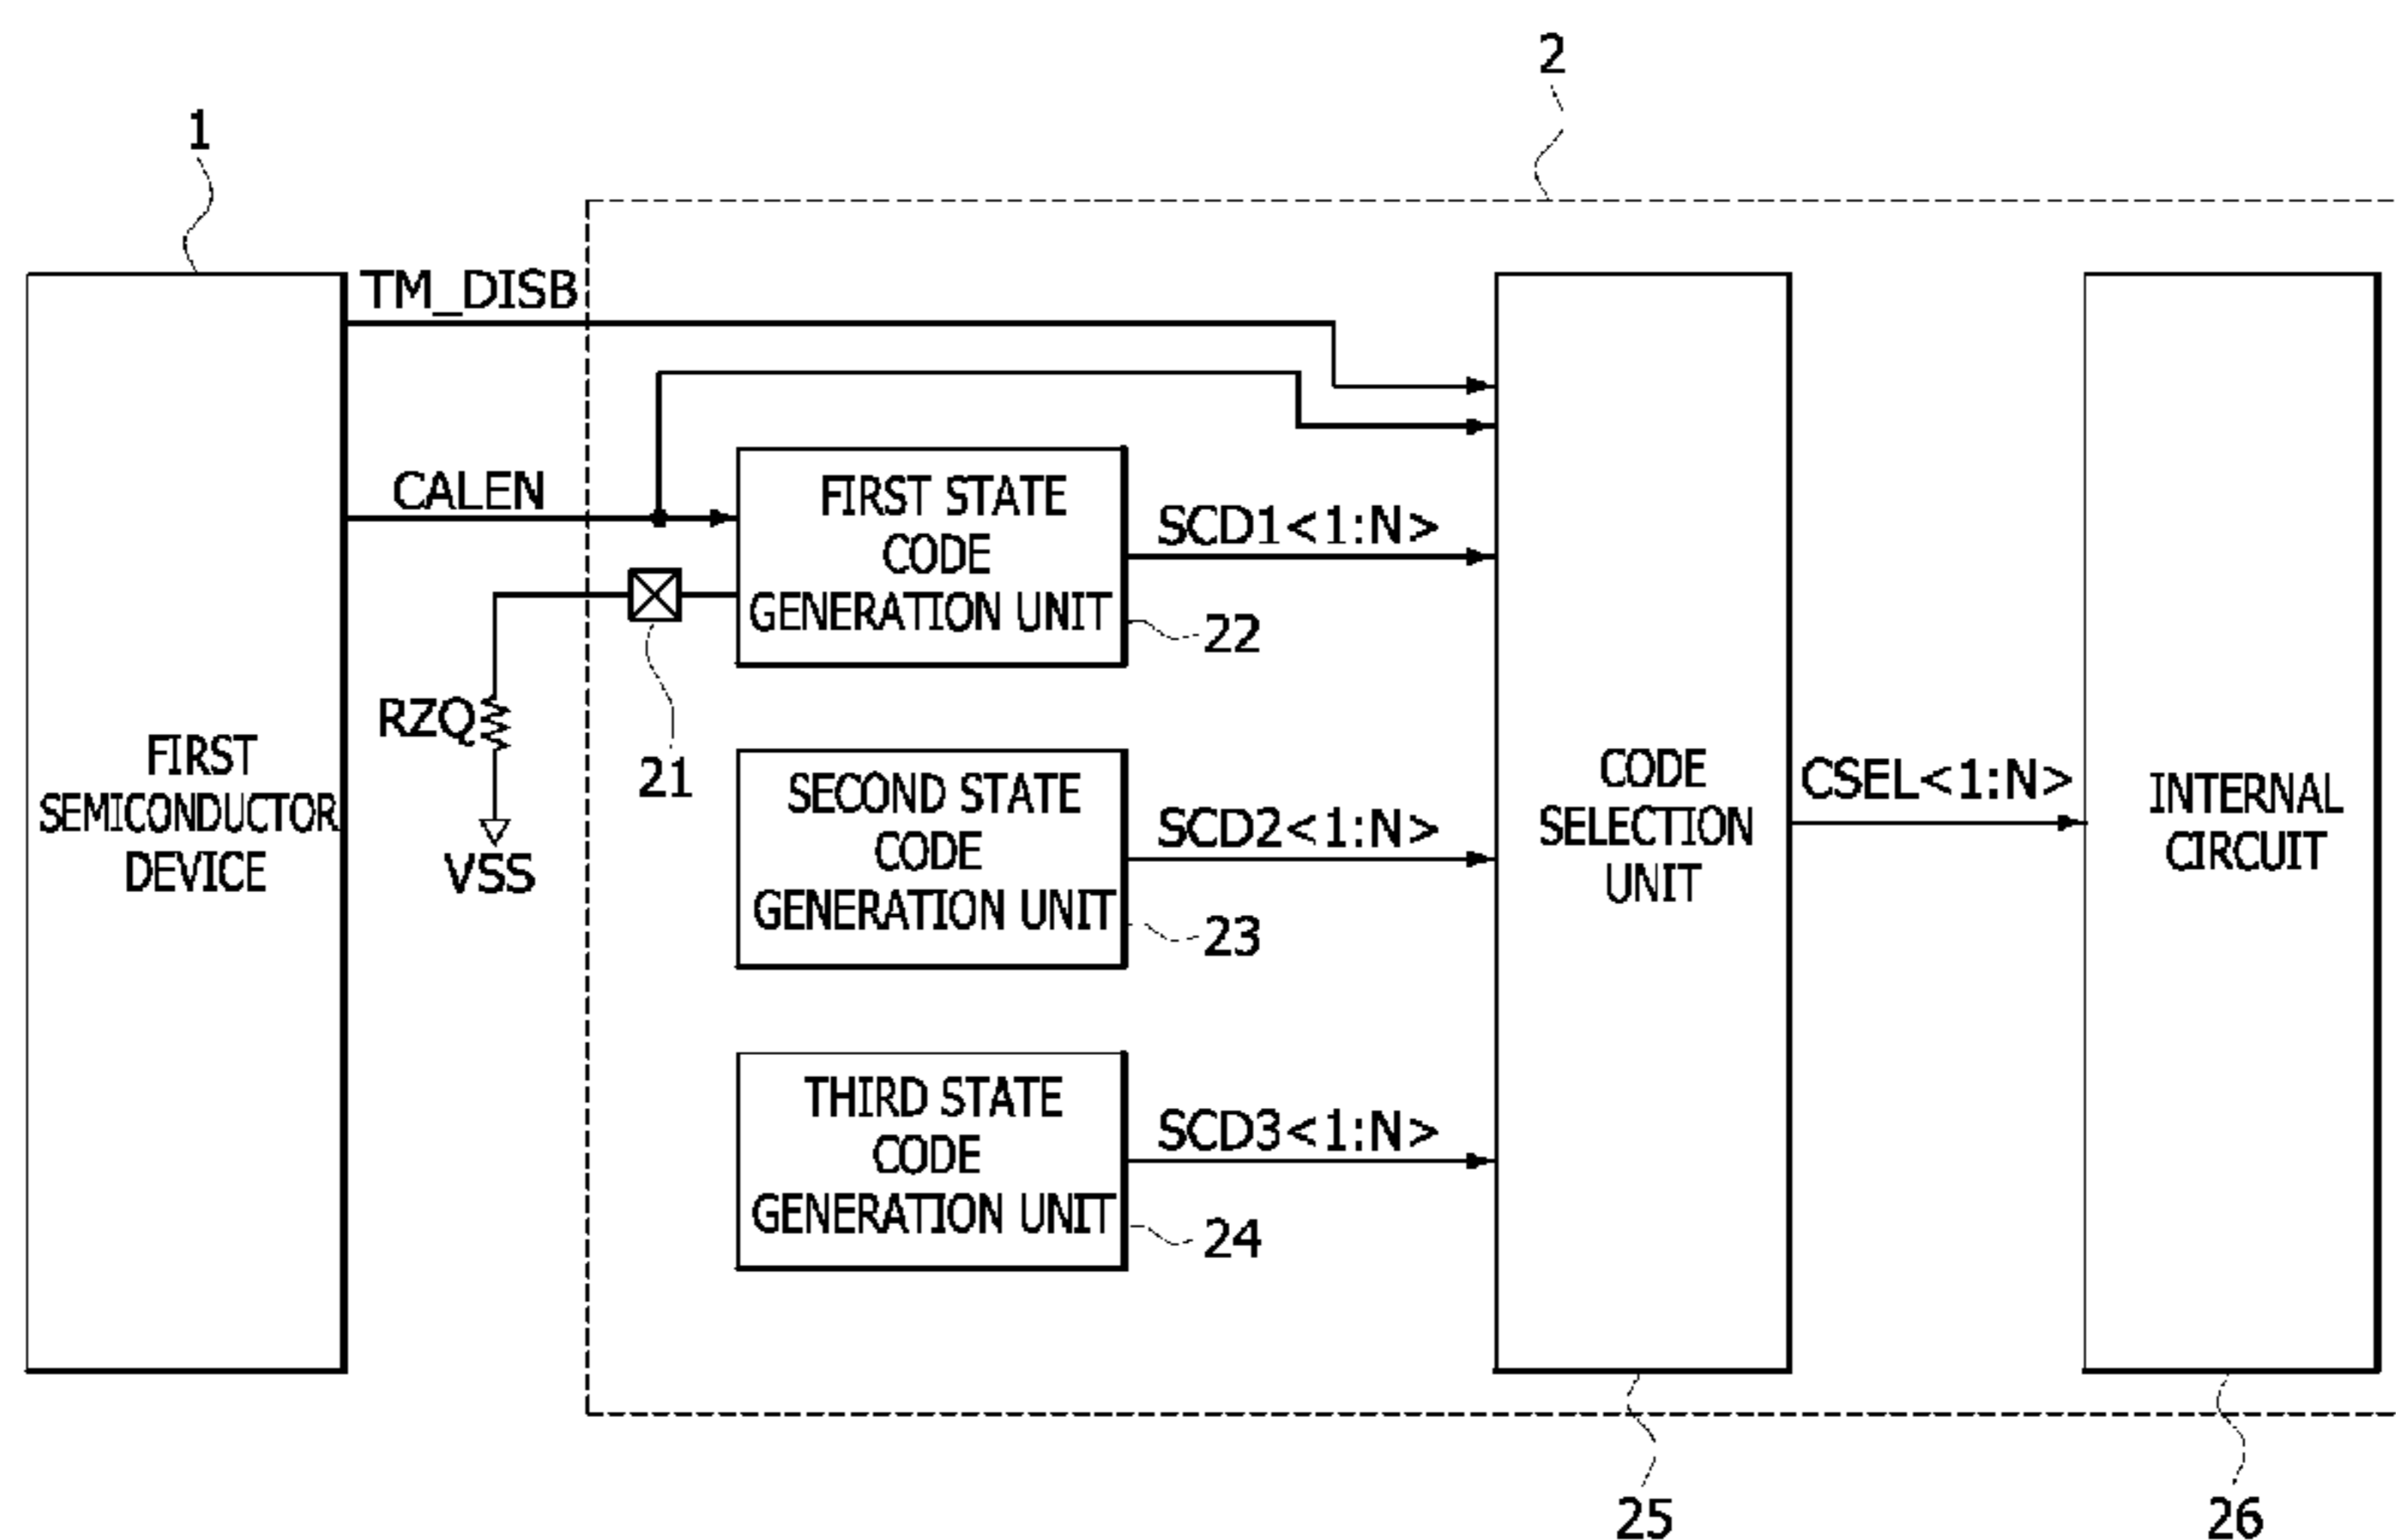 2
1
TM_DISB
CALEN
FIRST STATE
CODE
GENERATION UNIT
SCD1<1:N>
22
RZQ
21
VSS
FIRST
SEMICONDUCTOR
DEVICE
SECOND STATE
CODE
GENERATION UNIT
SCD2<1:N>
23
CODE
SELECTION
UNIT
CSEL<1:N>
INTERNAL
CIRCUIT
THIRD STATE
CODE
GENERATION UNIT
SCD3<1:N>
24
25
26